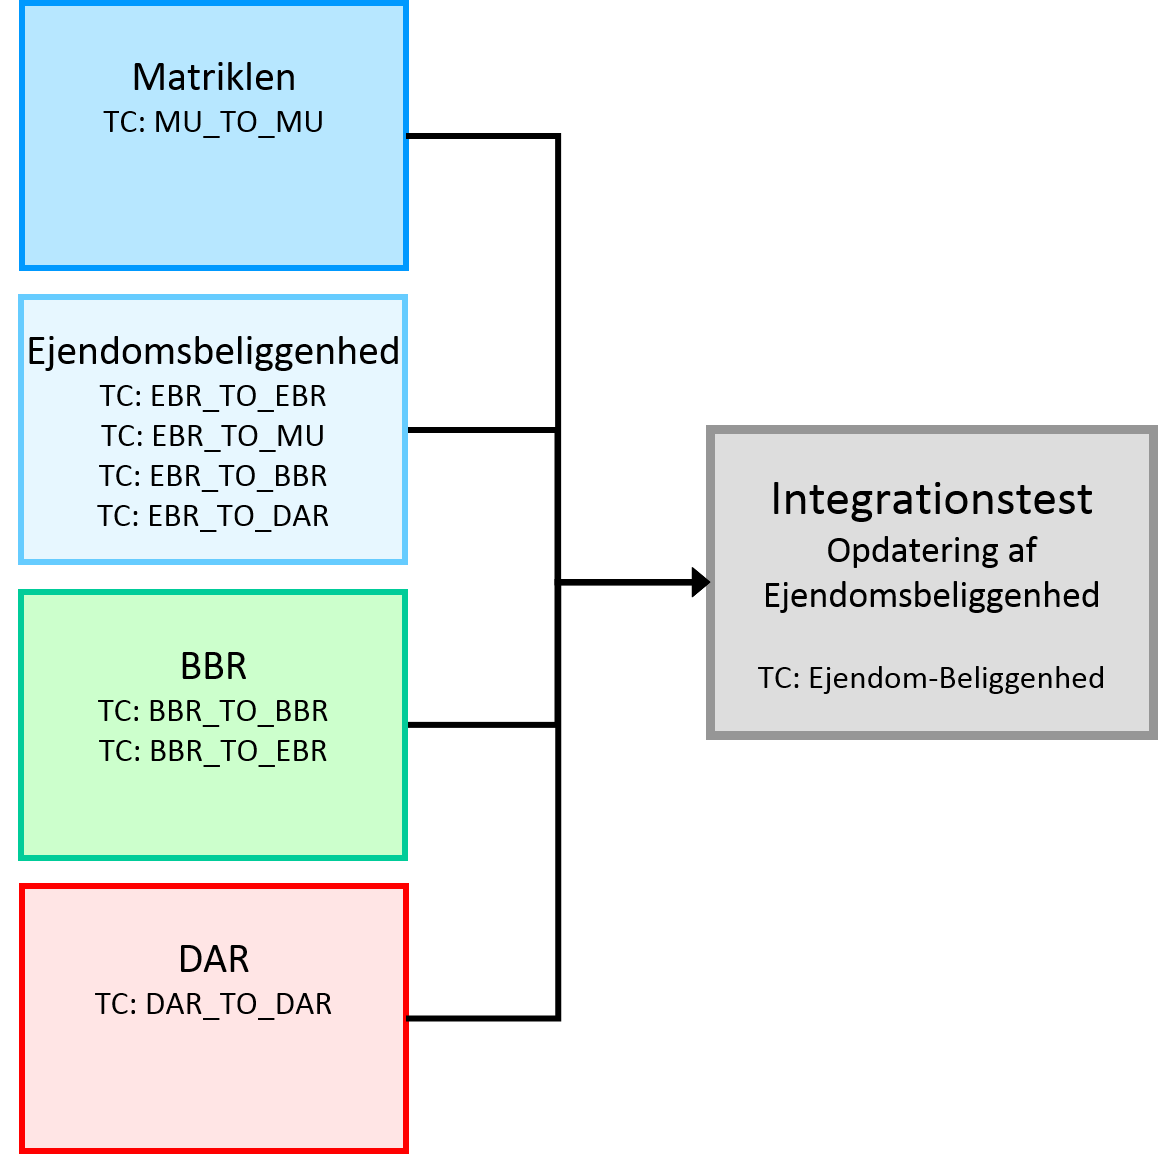 Matriklen
TC: MU_TO_MU
Ejendomsbeliggenhed
TC: EBR_TO_EBR
TC: EBR_TO_MU
TC: EBR_TO_BBR
TC: EBR_TO_DAR
BBR
TC: BBR_TO_BBR
TC: BBR_TO_EBR
DAR
TC: DAR_TO_DAR
Integrationstest
Opdatering af
Ejendomsbeliggenhed
TC: Ejendom-Beliggenhed